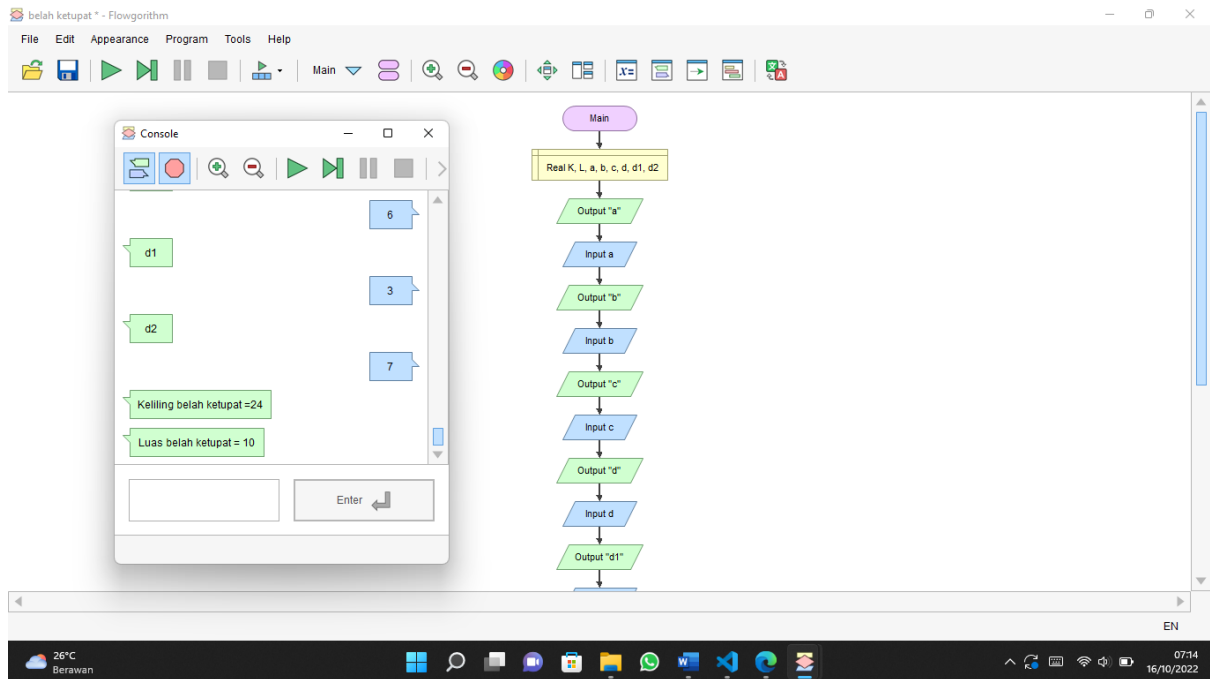 belah ketupat * - Flowgorithm
File Edit Appearance Program Tools Help
Main
Console
6
d1
3
d2
7
Keliling belah ketupat =24
Luas belah ketupat = 10
Enter
Main
Real K, L, a, b, c, d, d1, d2
Output "a"
Input a
Output "b"
Input b
Output "c"
Input c
Output "d"
Input d
Output "d1"
EN
26°C
Berawan
07:14
16/10/2022